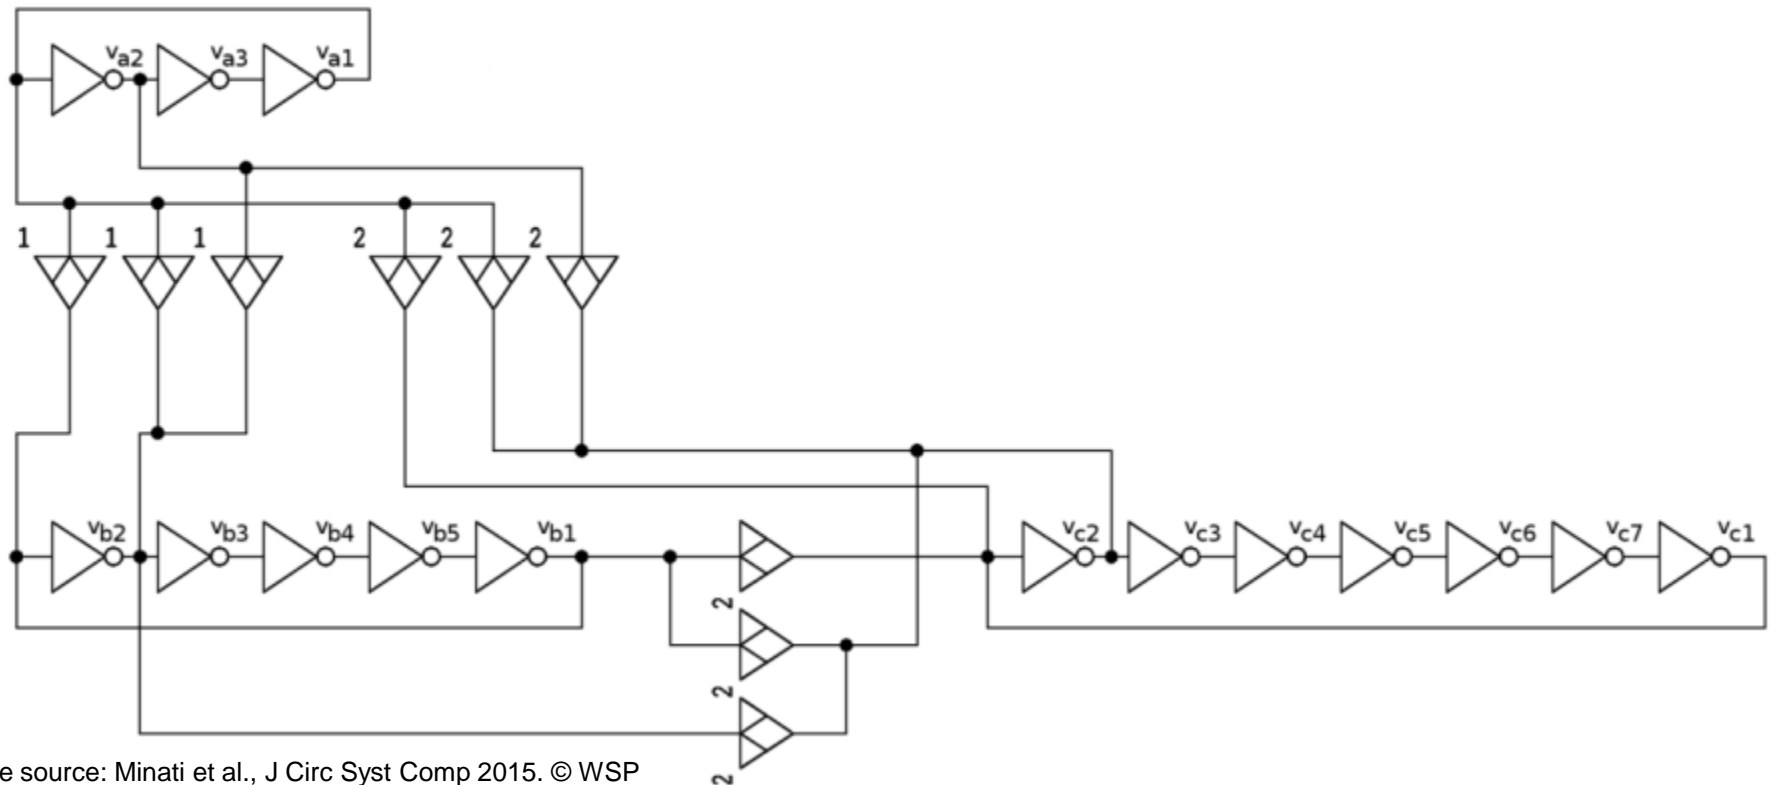 va2 va3 va1
1 1 1 2 2 2
vb2 vb3 vb4 vb5 vb1 vc2 vc3 vc4 vc5 vc6 vc7 vc1
2
2
2
e source: Minati et al., J Circ Syst Comp 2015. © WSP